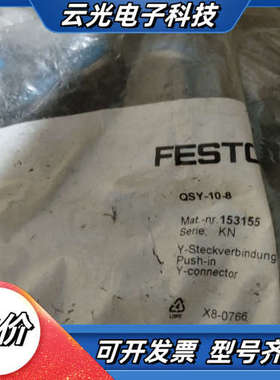 云光电子科技
FESTO
QSY-10-8
Mat.-nr. 153155
Serie: KN
Y-Steckverbindung
Push-in
Y-connector
X8-0766
价
可开发票 型号齐